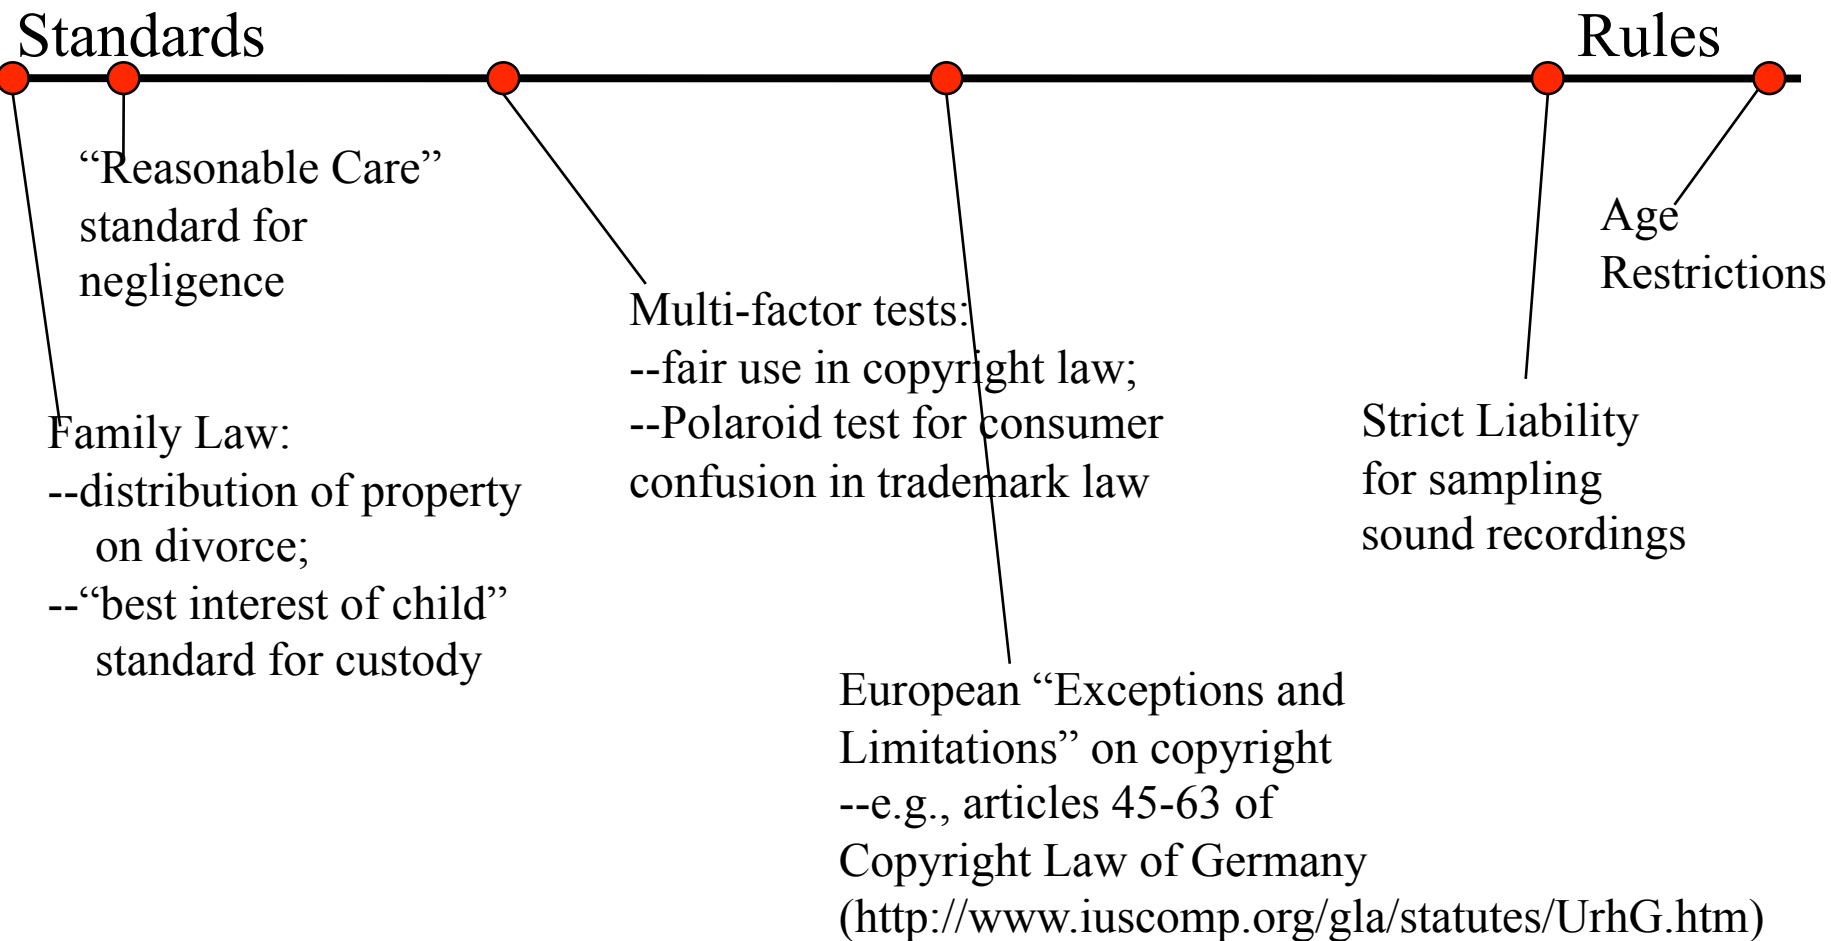 Standards
Rules
“Reasonable Care”
standard for
negligence
Age
Restrictions
Multi-factor tests:
--fair use in copyright law;
--Polaroid test for consumer
confusion in trademark law
Family Law:
--distribution of property
on divorce;
--“best interest of child”
standard for custody
Strict Liability
for sampling
sound recordings
European “Exceptions and
Limitations” on copyright
--e.g., articles 45-63 of
Copyright Law of Germany
(http://www.iuscomp.org/gla/statutes/UrhG.htm)